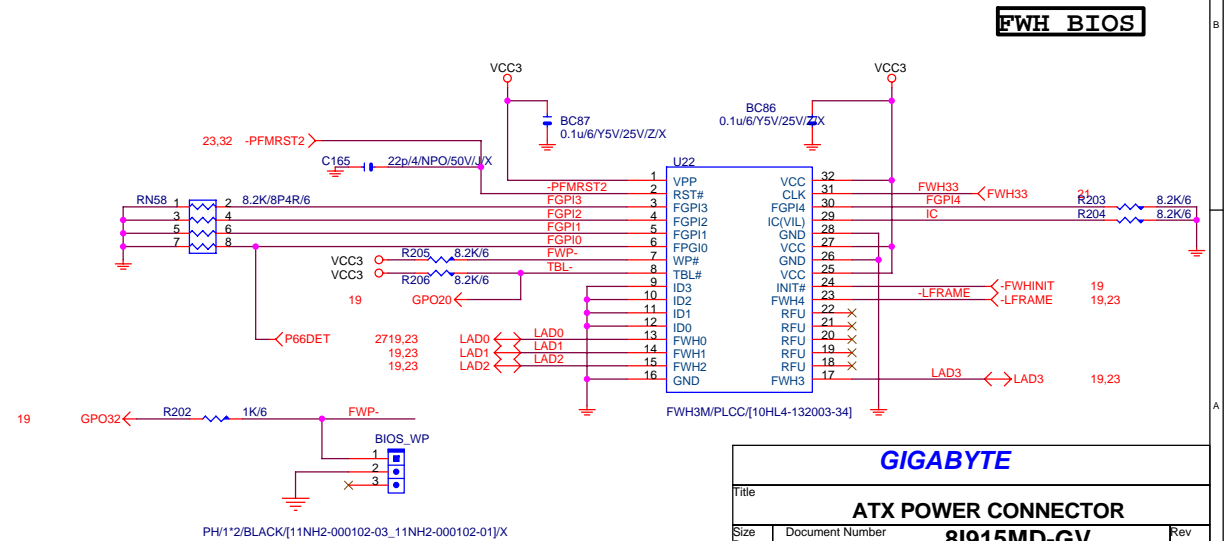 FWH BIOS
B
VCC3
VCC3
BC87
0.1u/6/Y5V/25V/Z/X
BC86
0.1u/6/Y5V/25V/Z/X
23,32 -PFMRST2
C165 22p/4/NPO/50V/J/X
U22
1 VPP VCC 32
-PFMRST2 2 RST# CLK 31 FWH33 FWH33 21
RN58 1 2 8.2K/8P4R/6 FGPI3 3 FGPI3 FGPI4 30 FGPI4 R203 8.2K/6
3 4 FGPI2 4 FGPI2 IC(VIL) 29 IC R204 8.2K/6
5 6 FGPI1 5 FGPI1 GND 28
7 8 FGPI0 6 FPGI0 VCC 27
VCC3 R205 8.2K/6 FWP- 7 WP# GND 26
VCC3 R206 8.2K/6 TBL- 8 TBL# VCC 25
9 ID3 INIT# 24 -FWHINIT 19
19 GPO20 10 ID2 FWH4 23 -LFRAME -LFRAME 19,23
11 ID1 RFU 22
12 ID0 RFU 21
P66DET 2719,23 LAD0 LAD0 13 FWH0 RFU 20
19,23 LAD1 LAD1 14 FWH1 RFU 19
19,23 LAD2 LAD2 15 FWH2 RFU 18
16 GND FWH3 17 LAD3 LAD3 19,23
FWH3M/PLCC/[10HL4-132003-34]
A
19 GPO32 R202 1K/6 FWP-
BIOS_WP
1
2
3
PH/1*2/BLACK/[11NH2-000102-03_11NH2-000102-01]/X
GIGABYTE
Title
ATX POWER CONNECTOR
Size Document Number 8I915MD-GV Rev